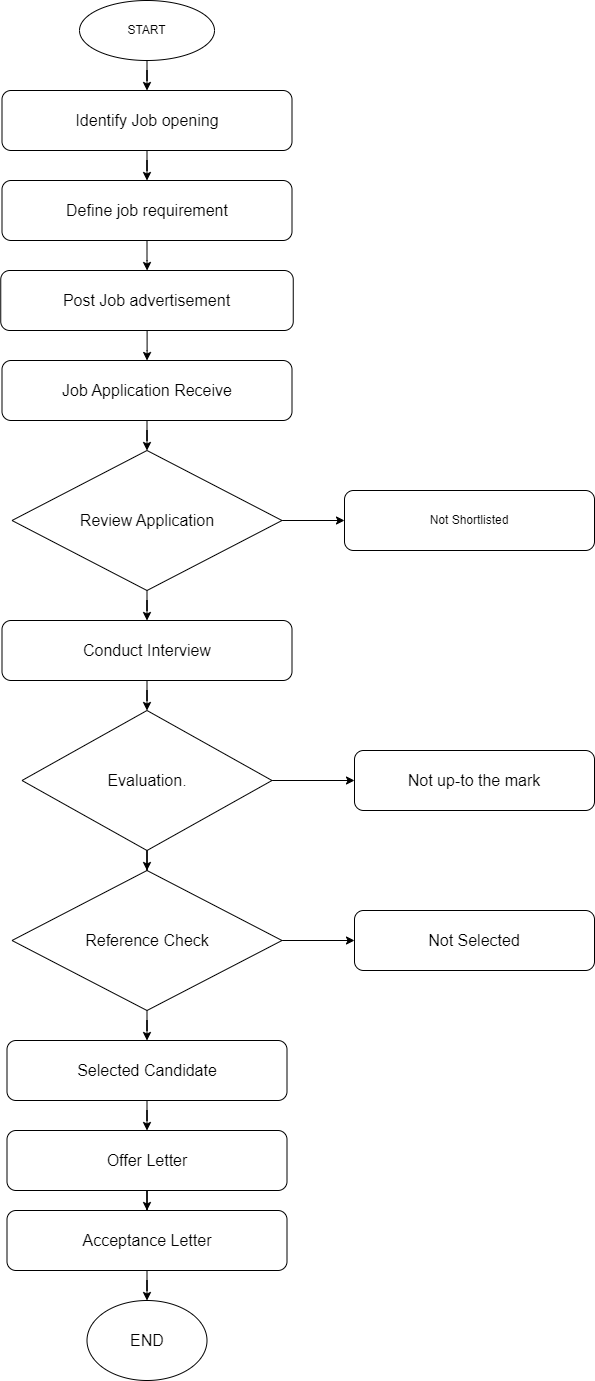 START
Identify Job opening
Define job requirement
Post Job advertisement
Job Application Receive
Review Application
Not Shortlisted
Conduct Interview
Evaluation.
Not up-to the mark
Reference Check
Not Selected
Selected Candidate
Offer Letter
Acceptance Letter
END